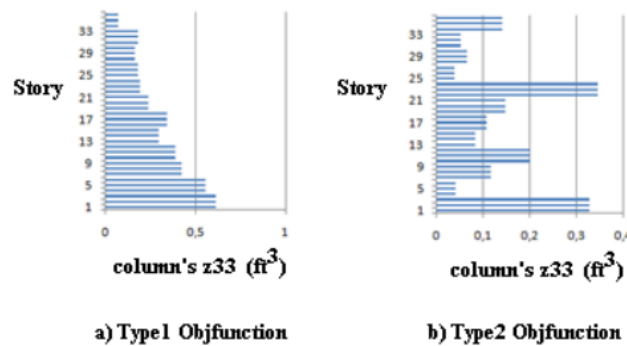 33
29
25
21
17
13
9
5
1
Story
0 0,5 1
column's z33 (ft3)
a) Type1 Objfunction
33
29
25
21
17
13
9
5
1
Story
0 0,1 0,2 0,3 0,4
column's z33 (ft3)
b) Type2 Objfunction